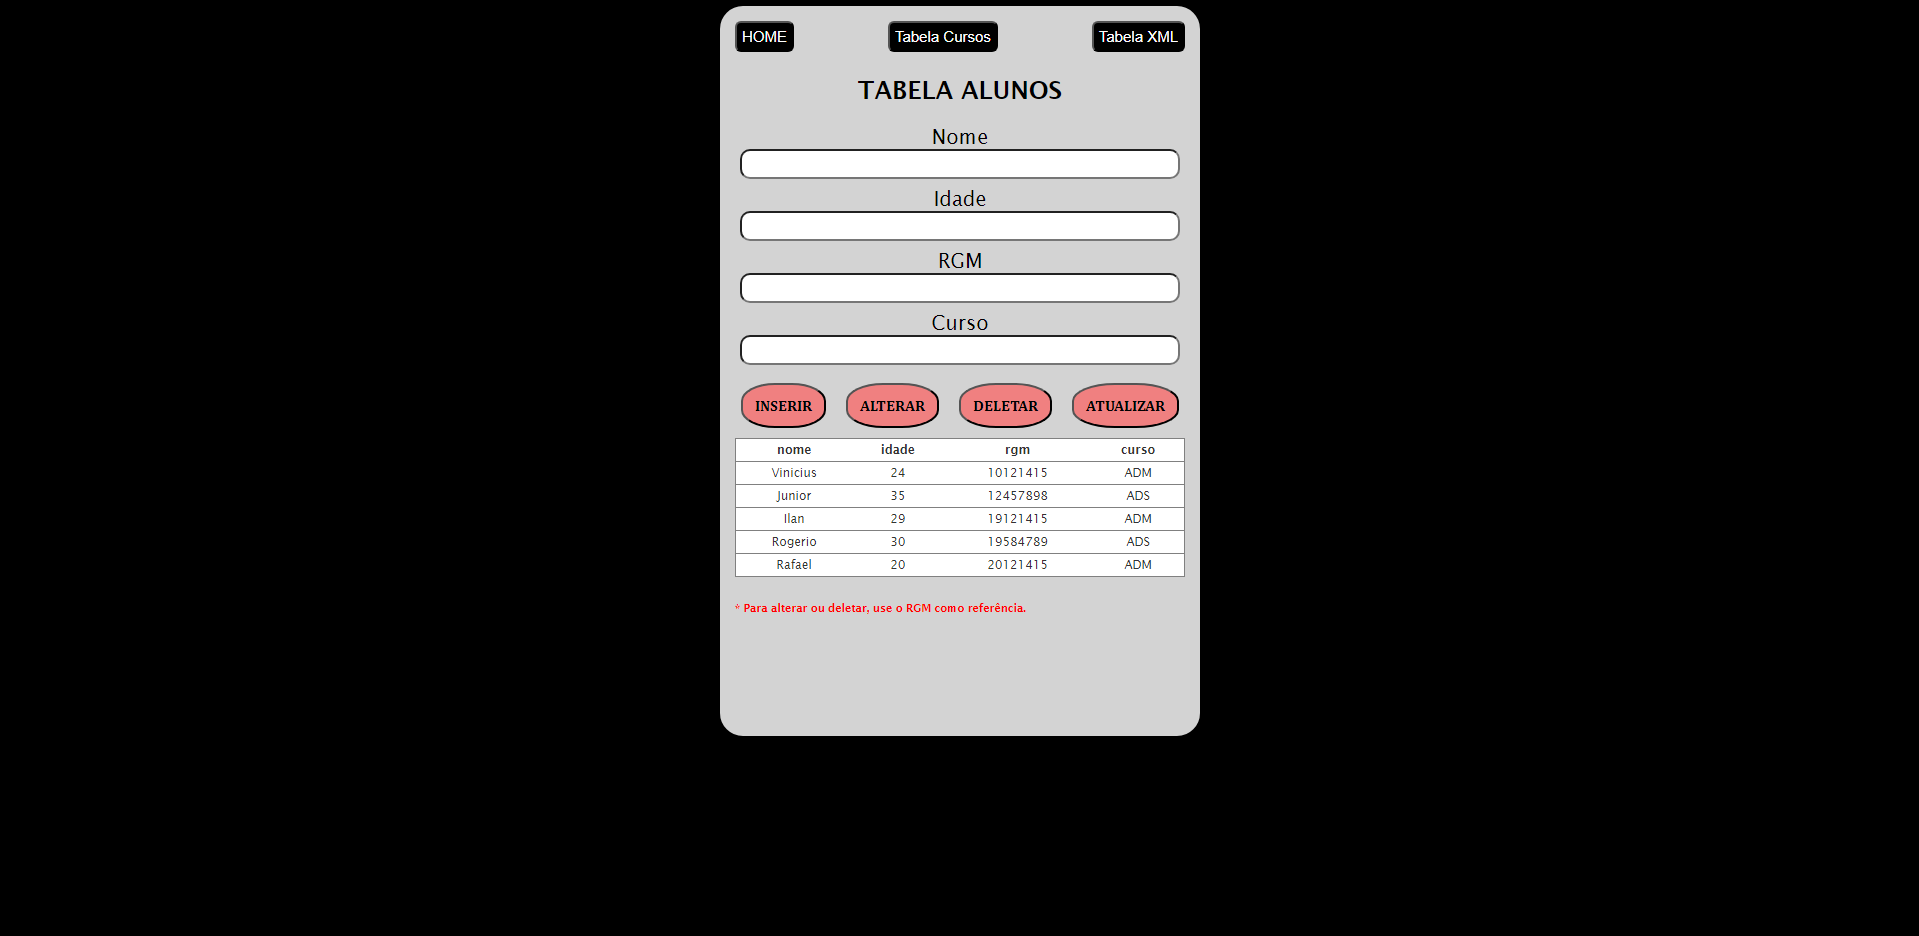 HOME Tabela Cursos Tabela XML
TABELA ALUNOS
Nome
Idade
RGM
Curso
INSERIR ALTERAR DELETAR ATUALIZAR
nome idade rgm curso
Vinicius 24 10121415 ADM
Junior 35 12457898 ADS
Ilan 29 19121415 ADM
Rogerio 30 19584789 ADS
Rafael 20 20121415 ADM
* Para alterar ou deletar, use o RGM como referência.